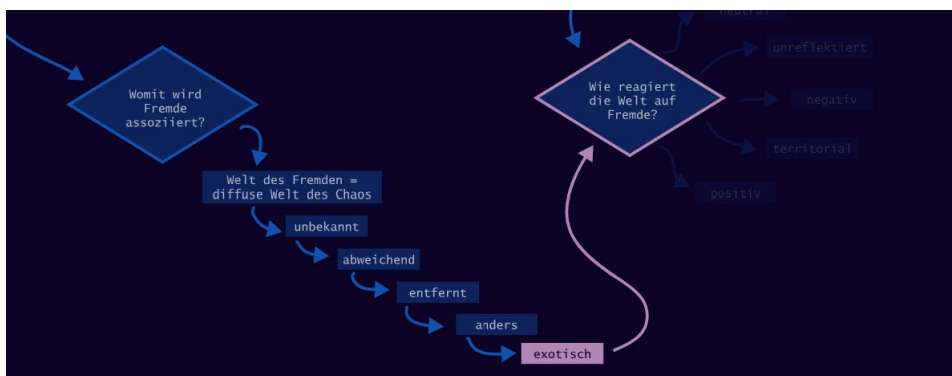 Womit wird
Fremde
assoziiert?
Welt des Fremden =
diffuse Welt des Chaos
unbekannt
abweichend
entfernt
anders
exotisch
Wie reagiert
die Welt auf
Fremde?
neutral
unreflektiert
negativ
territorial
positiv